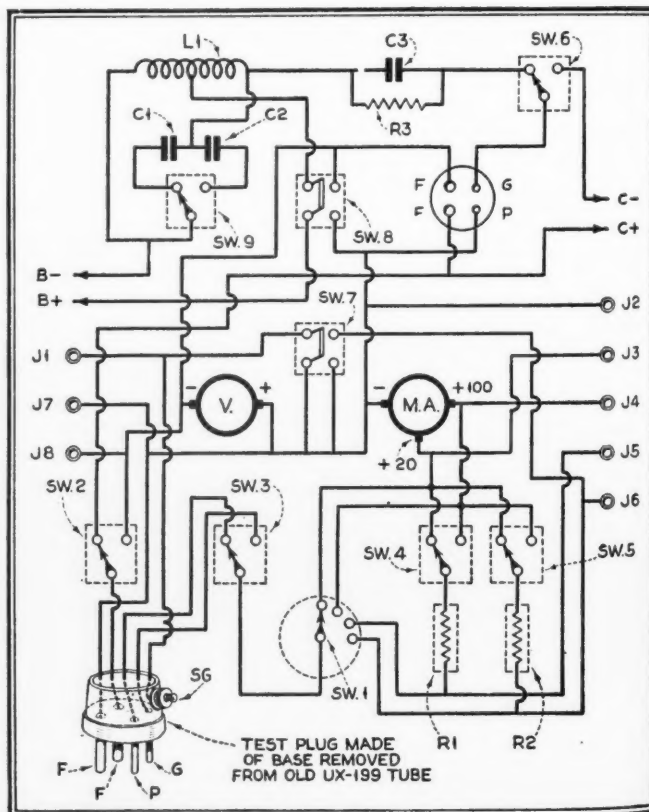 L1
C3
SW.6
C1
C2
R3
F
G
F
P
C-
C+
SW.9
SW.8
B-
B+
SW.7
J2
J1
J3
-
V.
+
-
M.A.
+100
J7
J4
J8
+20
J5
J6
SW.2
SW.3
SW.4
SW.5
SW.1
SG
R1
R2
TEST PLUG MADE
OF BASE REMOVED
FROM OLD UX-199 TUBE
F
F
P
G